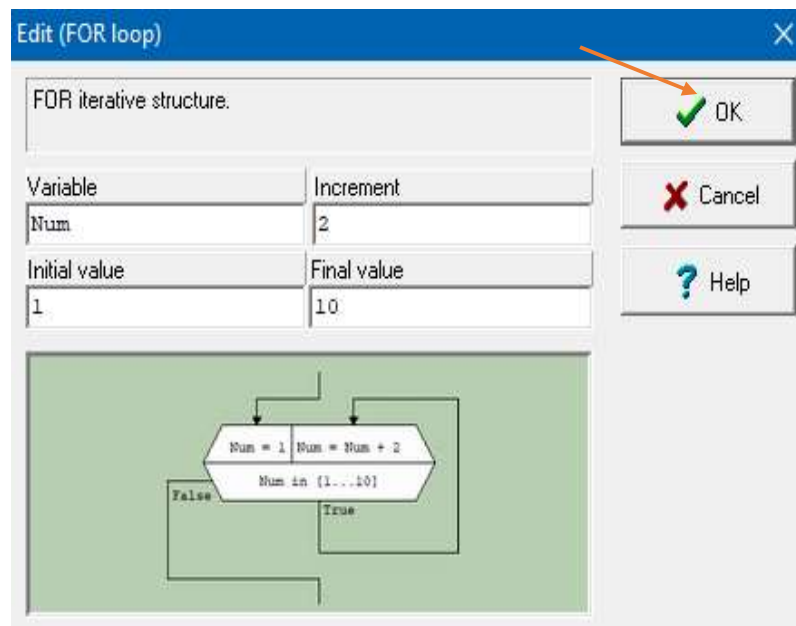 Edit (FOR loop)
FOR iterative structure.
OK
Cancel
Help
Variable
Increment
Num
2
Initial value
Final value
1
10
Num = 1
Num = Num + 2
Num in [1...10]
False
True